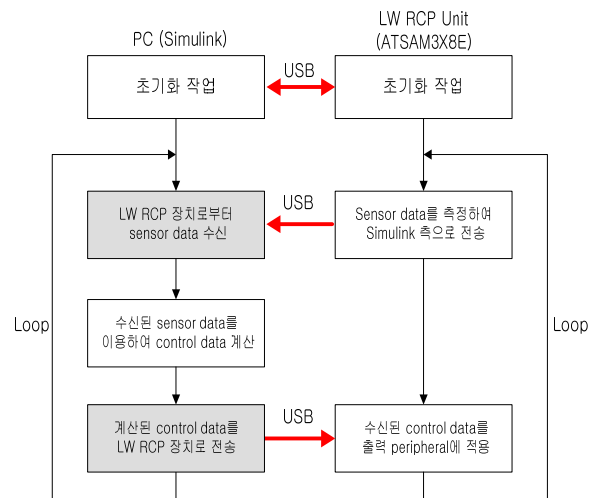 PC (Simulink)
LW RCP Unit
(ATSAM3X8E)
초기화 작업
USB
초기화 작업
LW RCP 장치로부터
sensor data 수신
USB
Sensor data를 측정하여
Simulink 측으로 전송
Loop
수신된 sensor data를
이용하여 control data 계산
Loop
계산된 control data를
LW RCP 장치로 전송
USB
수신된 control data를
출력 peripheral에 적용